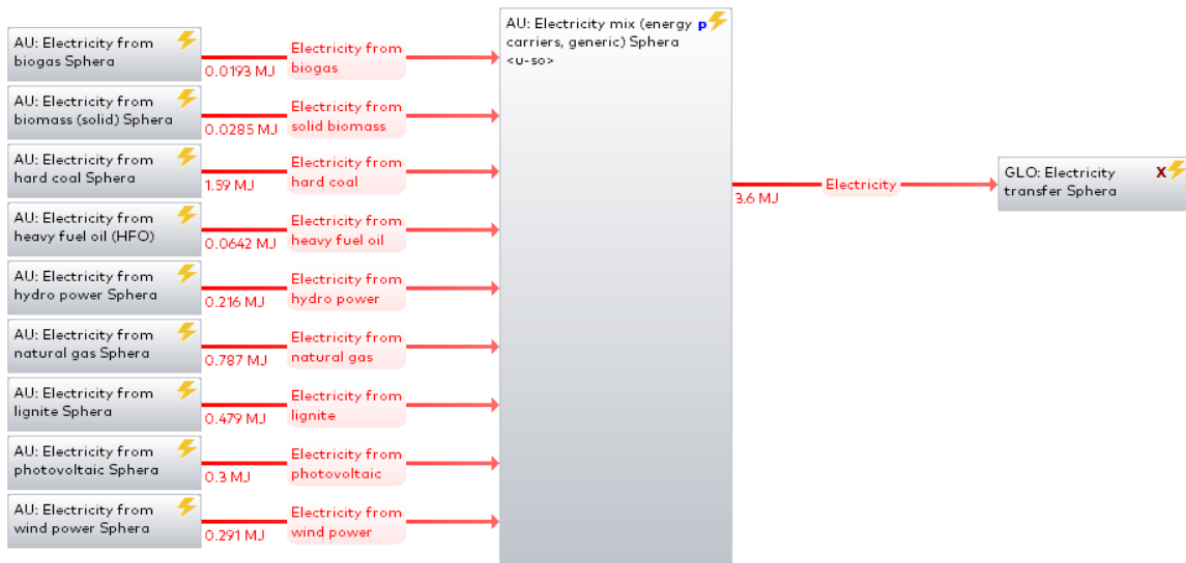 AU: Electricity from
biogas Sphera
0.0193 MJ
Electricity from
biogas
AU: Electricity from
biomass (solid) Sphera
0.0285 MJ
Electricity from
solid biomass
AU: Electricity from
hard coal Sphera
1.59 MJ
Electricity from
hard coal
AU: Electricity from
heavy fuel oil (HFO)
0.0642 MJ
Electricity from
heavy fuel oil
AU: Electricity from
hydro power Sphera
0.216 MJ
Electricity from
hydro power
AU: Electricity from
natural gas Sphera
0.787 MJ
Electricity from
natural gas
AU: Electricity from
lignite Sphera
0.479 MJ
Electricity from
lignite
AU: Electricity from
photovoltaic Sphera
0.3 MJ
Electricity from
photovoltaic
AU: Electricity from
wind power Sphera
0.291 MJ
Electricity from
wind power
AU: Electricity mix (energy p
carriers, generic) Sphera
<u-so>
3.6 MJ
Electricity
GLO: Electricity X
transfer Sphera